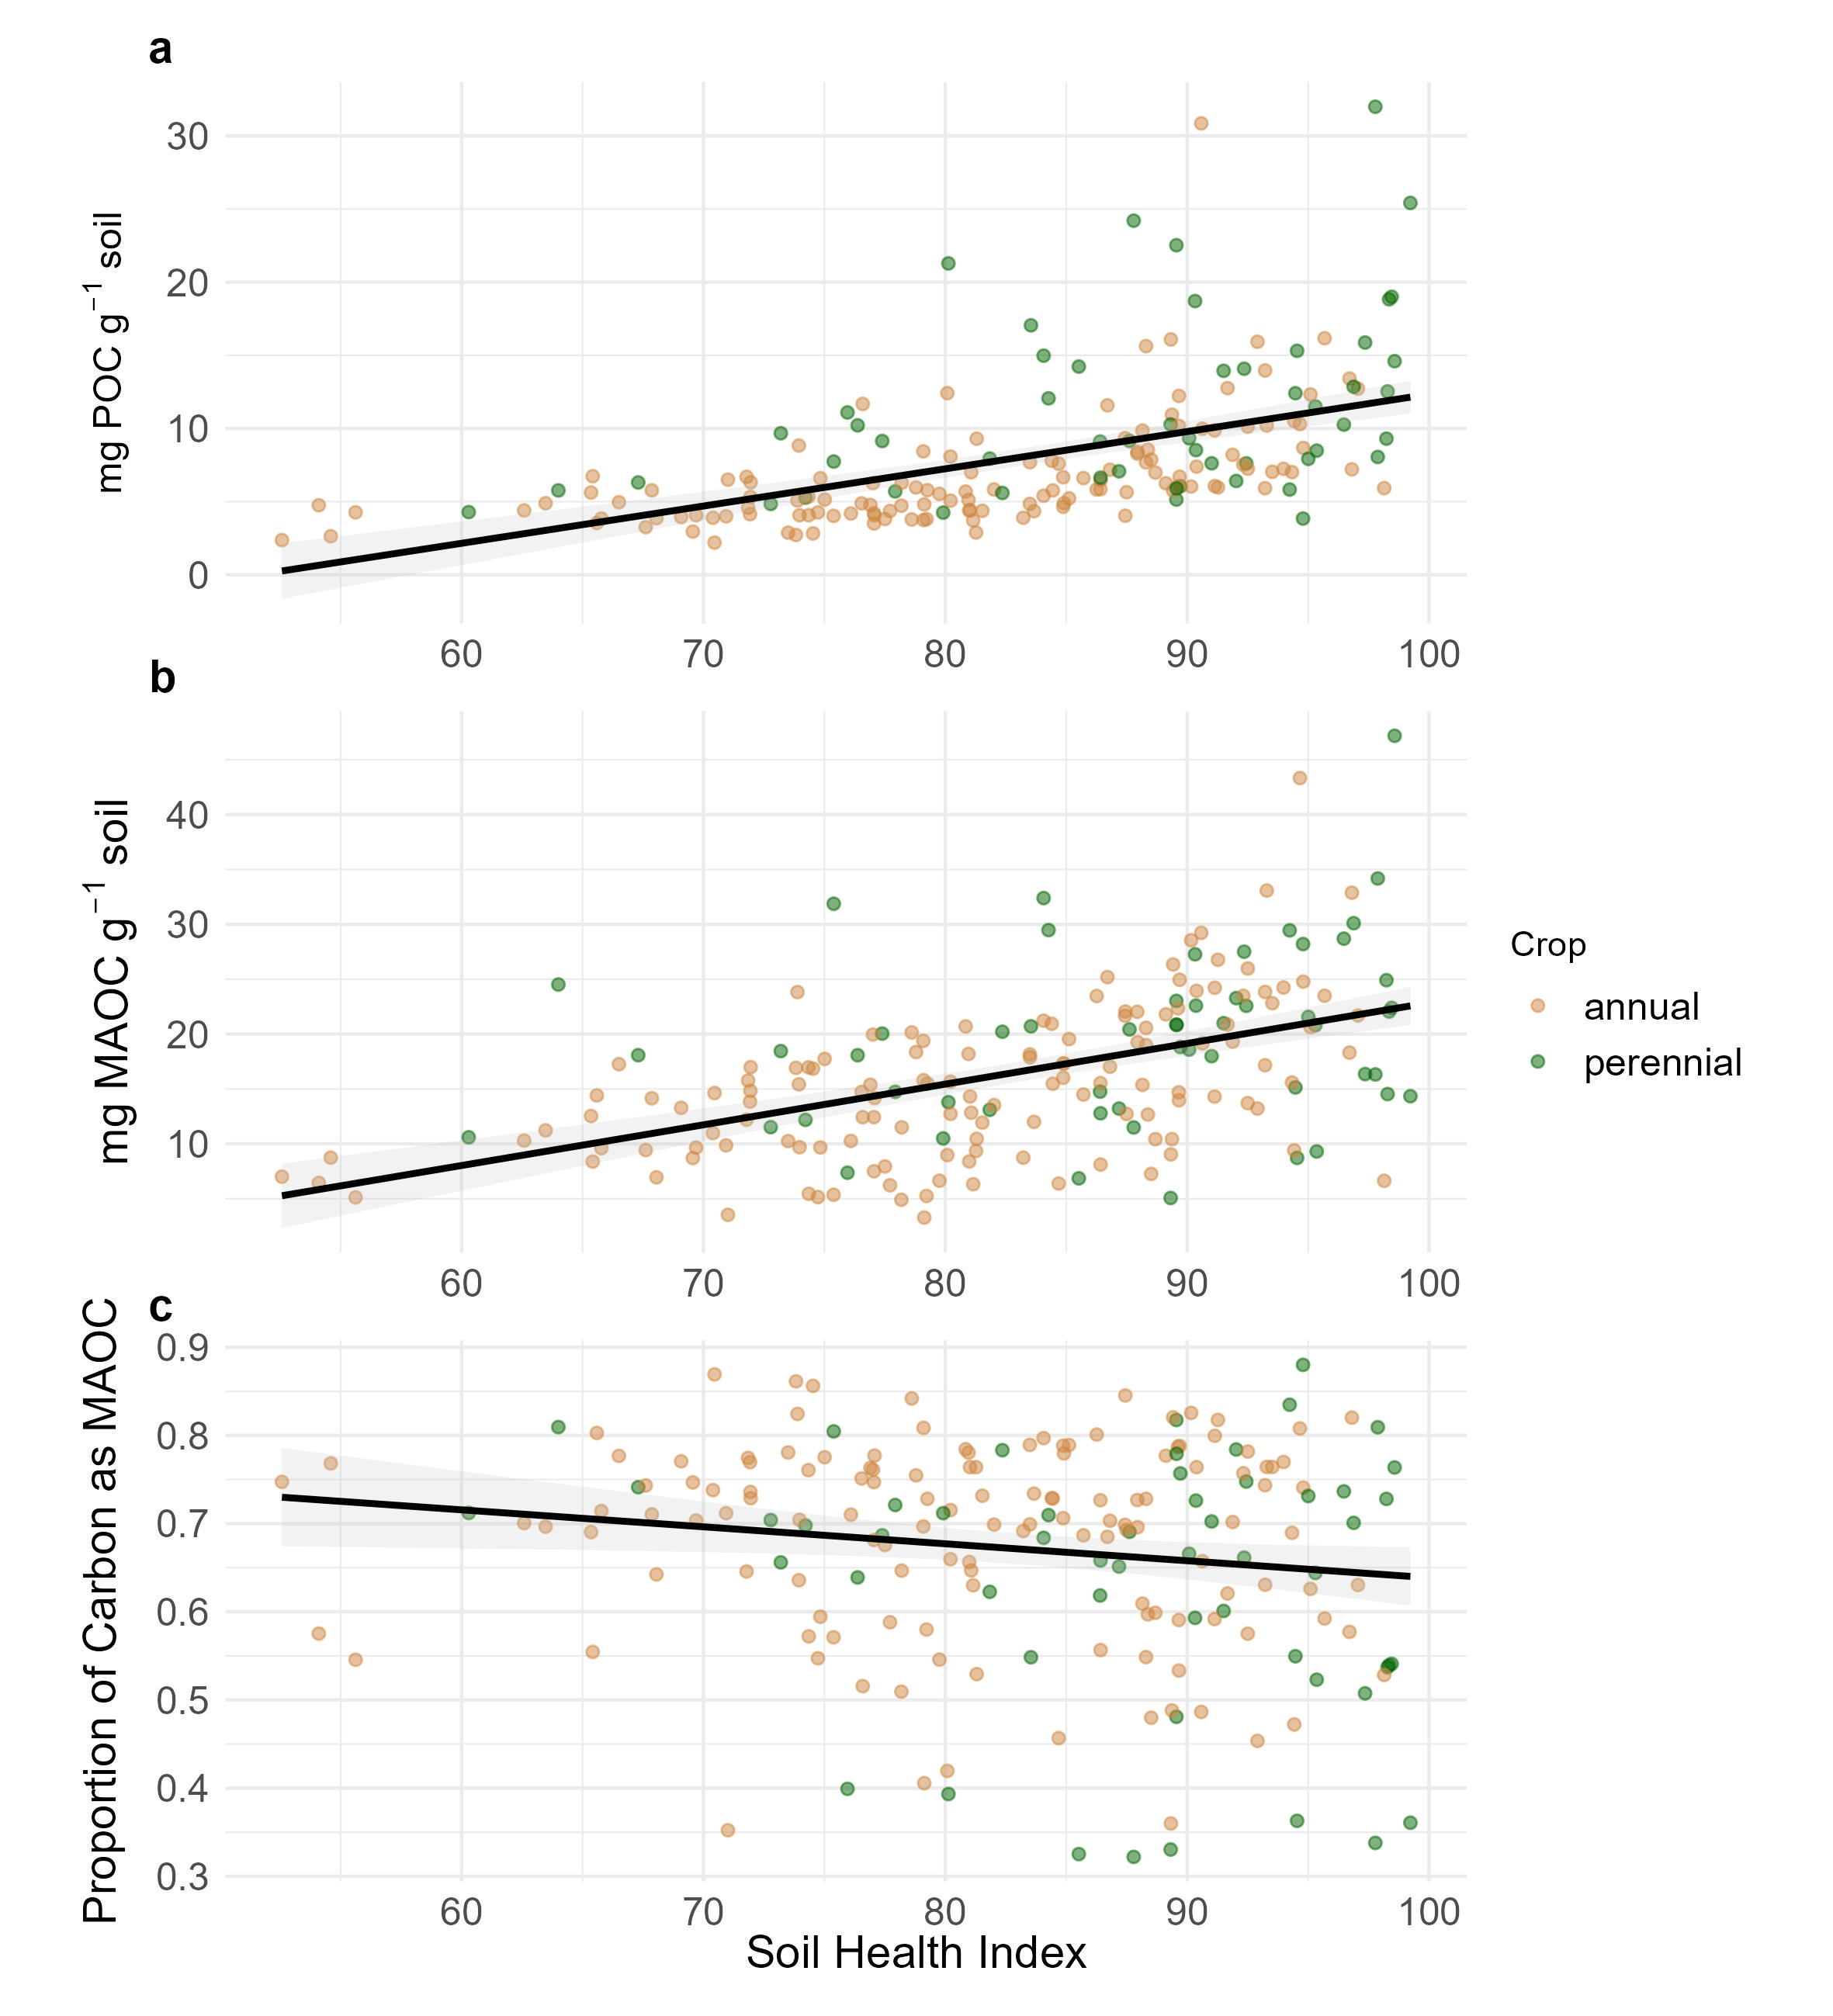 a
mg POC g⁻¹ soil
30
20
10
0
60 70 80 90 100
b
mg MAOC g⁻¹ soil
40
30
20
10
60 70 80 90 100
Crop
annual
perennial
c
Proportion of Carbon as MAOC
0.9
0.8
0.7
0.6
0.5
0.4
0.3
60 70 80 90 100
Soil Health Index